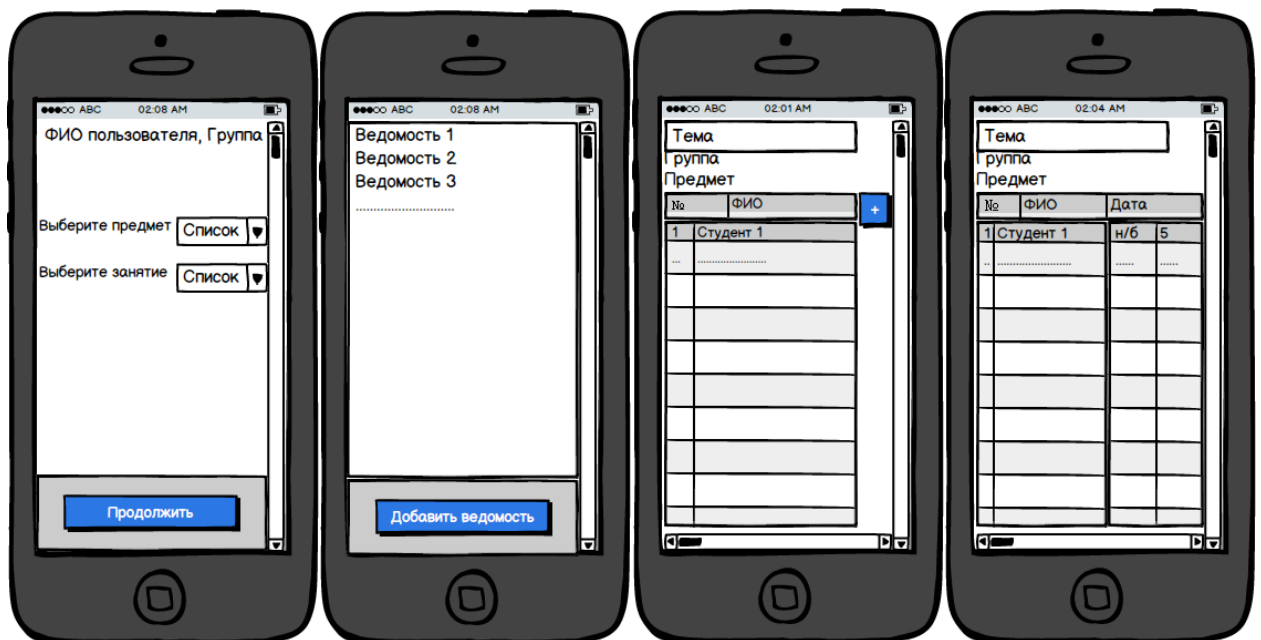 ABC 02:08 AM
ФИО пользователя, Группа
Выберите предмет Список
Выберите занятие Список
Продолжить
ABC 02:08 AM
Ведомость 1
Ведомость 2
Ведомость 3
...........................
Добавить ведомость
ABC 02:01 AM
Тема
Группа
Предмет
№ ФИО +
1 Студент 1
... ........................
ABC 02:04 AM
Тема
Группа
Предмет
№ ФИО Дата
1 Студент 1 н/б 5
.. ........................ ...... ......